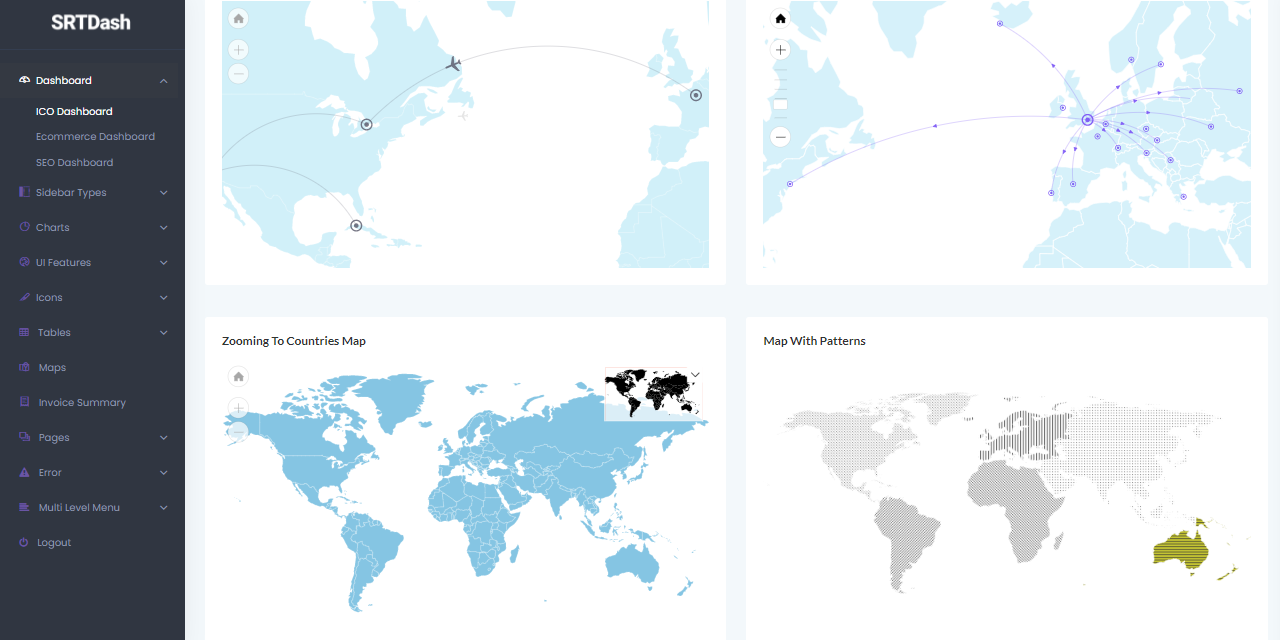 SRTDash
Dashboard
ICO Dashboard
Ecommerce Dashboard
SEO Dashboard
Sidebar Types
Charts
UI Features
Icons
Tables
Maps
Invoice Summary
Pages
Error
Multi Level Menu
Logout
Zooming To Countries Map
Map With Patterns